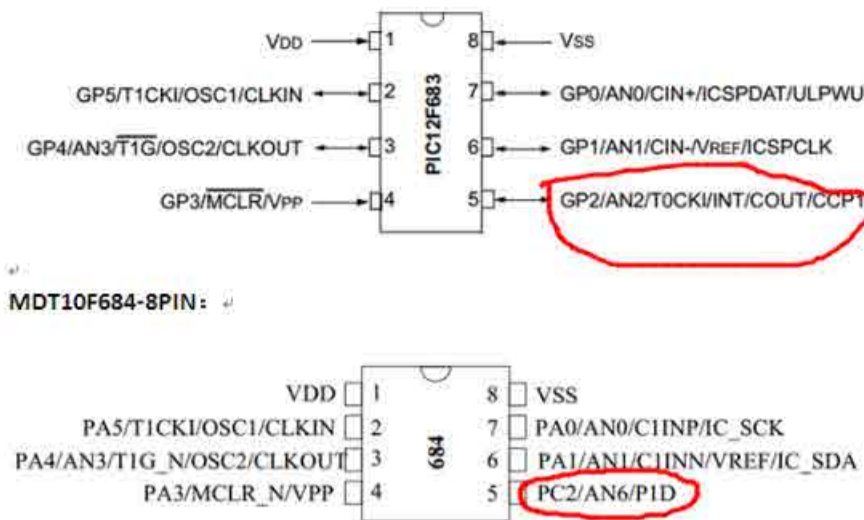 VDD 1 8 VSS
GP5/T1CKI/OSC1/CLKIN 2 7 GP0/AN0/CIN+/ICSPDAT/ULPWU
GP4/AN3/T1G/OSC2/CLKOUT 3 6 GP1/AN1/CIN-/VREF/ICSPCLK
GP3/MCLR/VPP 4 5 GP2/AN2/T0CKI/INT/COUT/CCP1
PIC12F683
MDT10F684-8PIN：
VDD 1 8 VSS
PA5/T1CKI/OSC1/CLKIN 2 7 PA0/AN0/C1INP/IC_SCK
PA4/AN3/T1G_N/OSC2/CLKOUT 3 6 PA1/AN1/C1INN/VREF/IC_SDA
PA3/MCLR_N/VPP 4 5 PC2/AN6/P1D
684